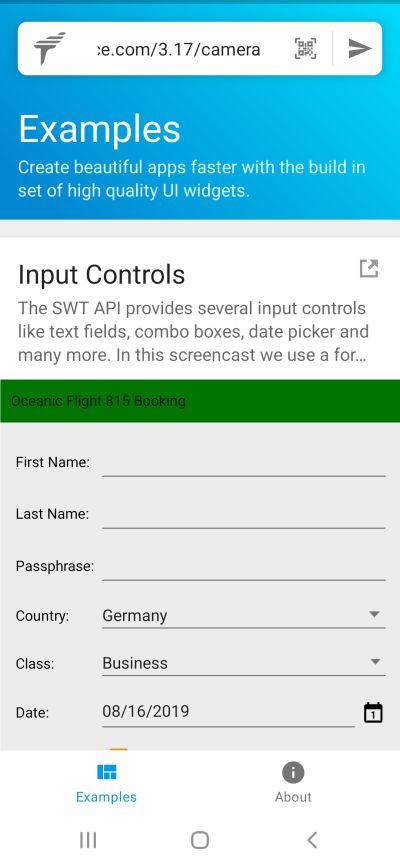 ce.com/3.17/camera
Examples
Create beautiful apps faster with the build in
set of high quality UI widgets.
Input Controls
The SWT API provides several input controls
like text fields, combo boxes, date picker and
many more. In this screencast we use a for...
Oceanic Flight 815 Booking
First Name:
Last Name:
Passphrase:
Country: Germany
Class: Business
Date: 08/16/2019
1
Examples About